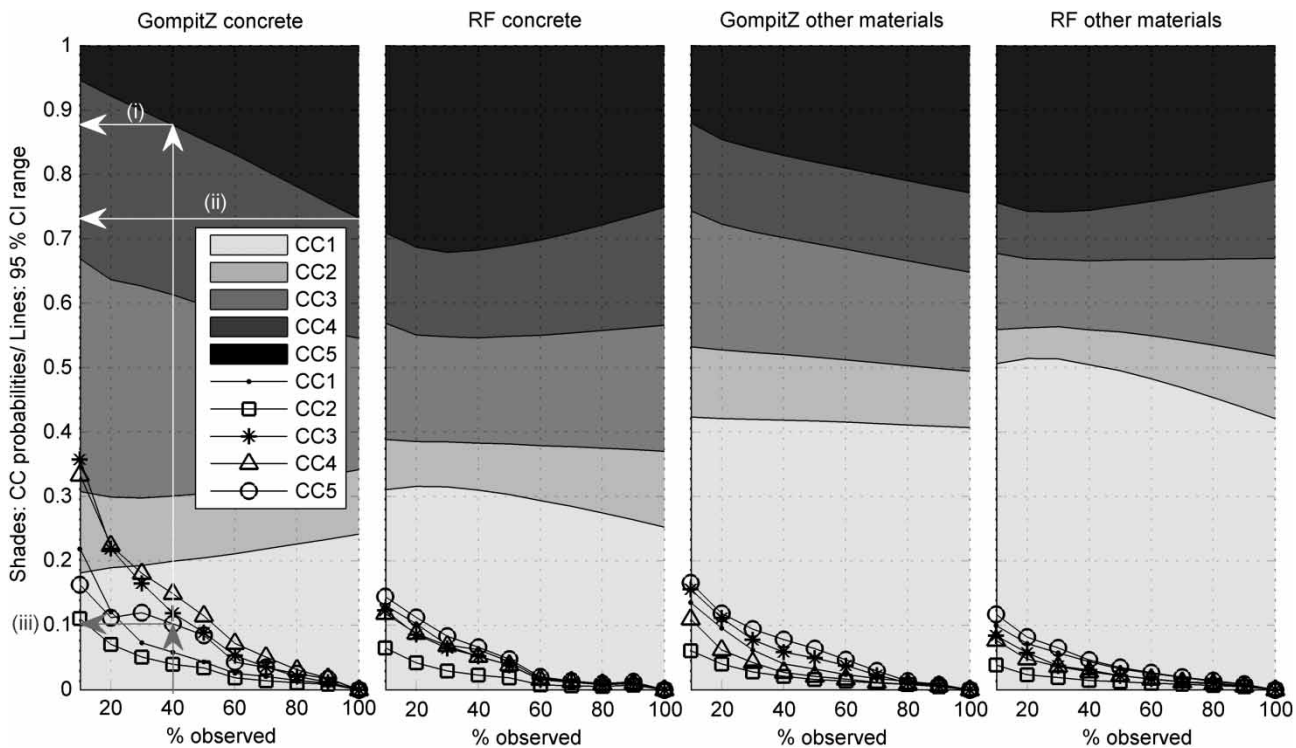 GompitZ concrete
RF concrete
GompitZ other materials
RF other materials
Shades: CC probabilities/ Lines: 95 % CI range
1
0.9
0.8
0.7
0.6
0.5
0.4
0.3
0.2
0.1
0
(i)
(ii)
(iii)
CC1
CC2
CC3
CC4
CC5
CC1
CC2
CC3
CC4
CC5
20 40 60 80 100
20 40 60 80 100
20 40 60 80 100
20 40 60 80 100
% observed
% observed
% observed
% observed